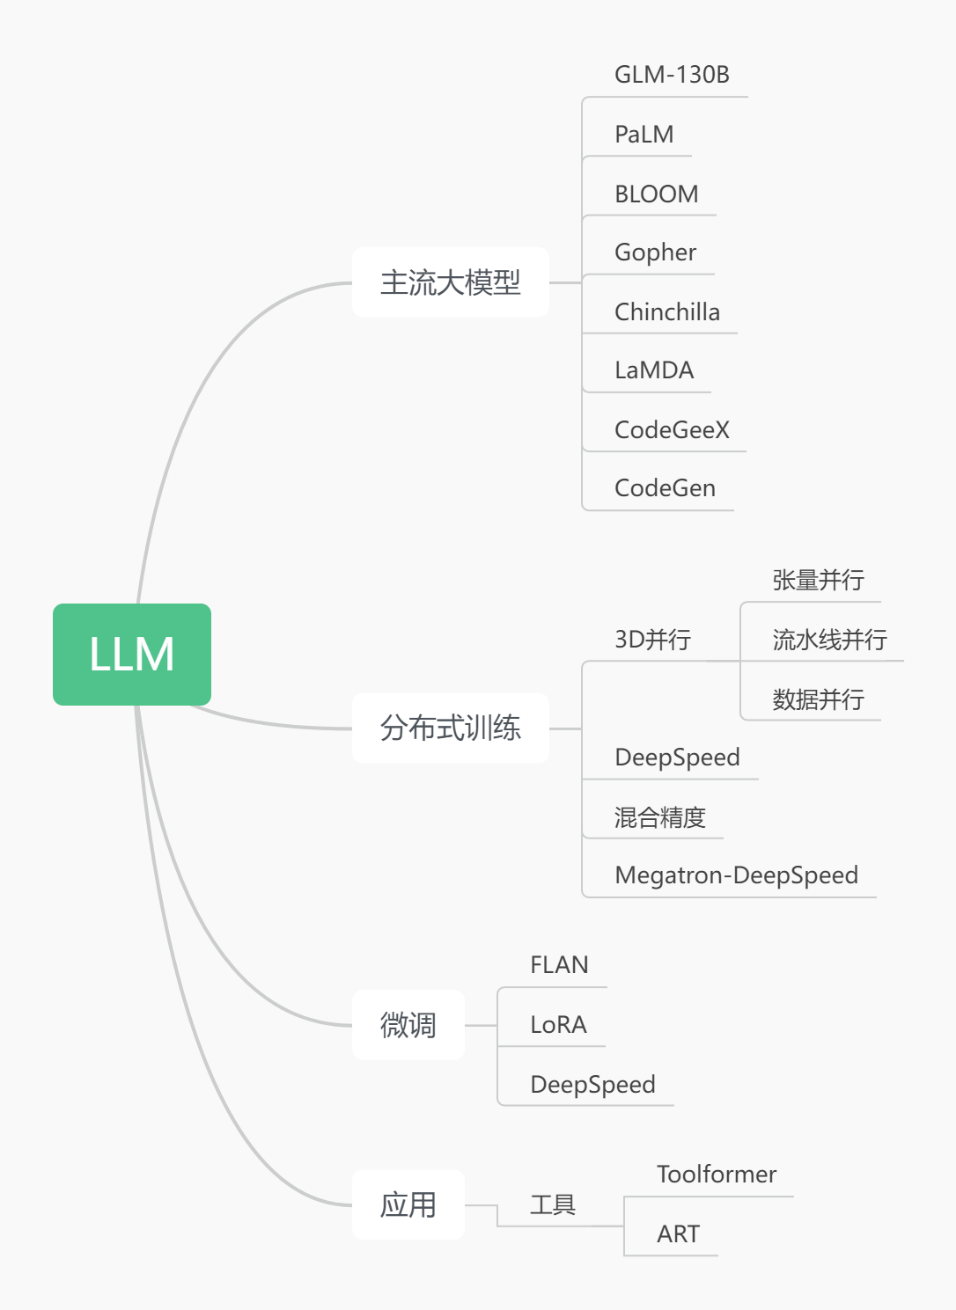 LLM
主流大模型
GLM-130B
PaLM
BLOOM
Gopher
Chinchilla
LaMDA
CodeGeeX
CodeGen
分布式训练
3D并行
张量并行
流水线并行
数据并行
DeepSpeed
混合精度
Megatron-DeepSpeed
微调
FLAN
LoRA
DeepSpeed
应用
工具
Toolformer
ART